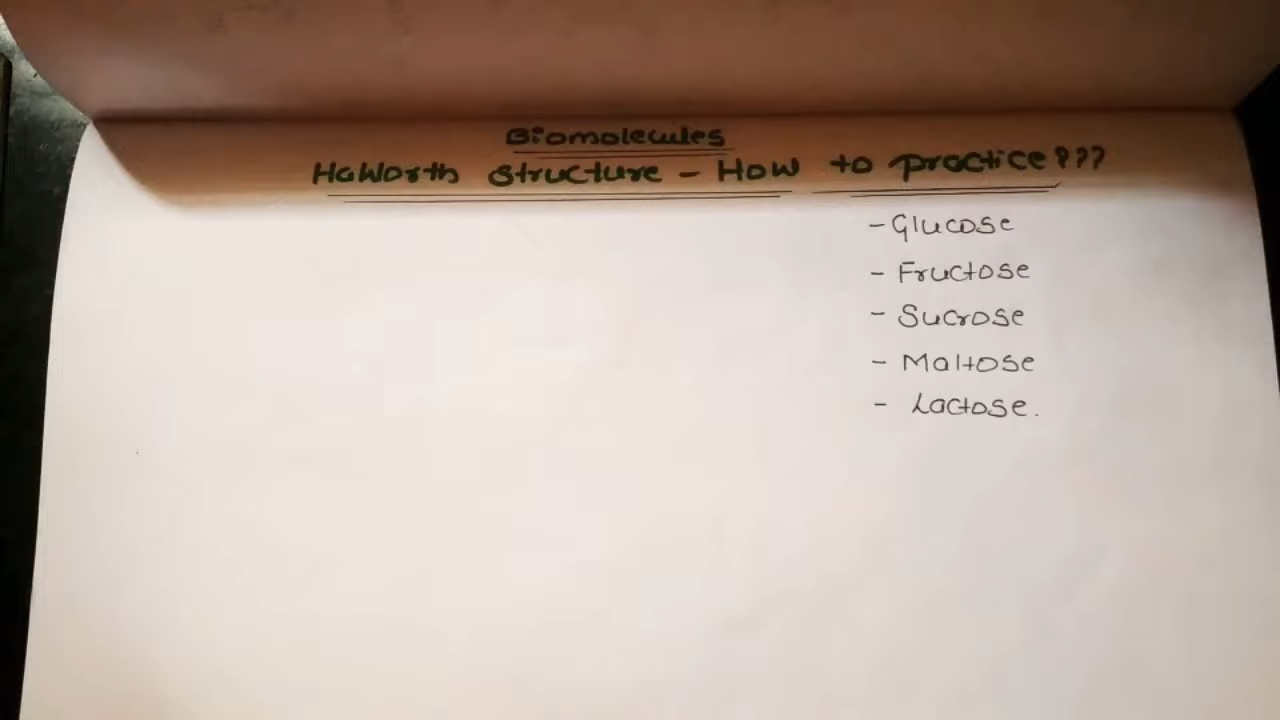 Biomolecules
Haworth Structure - How to practice???
- Glucose
- Fructose
- Sucrose
- Maltose
- Lactose.